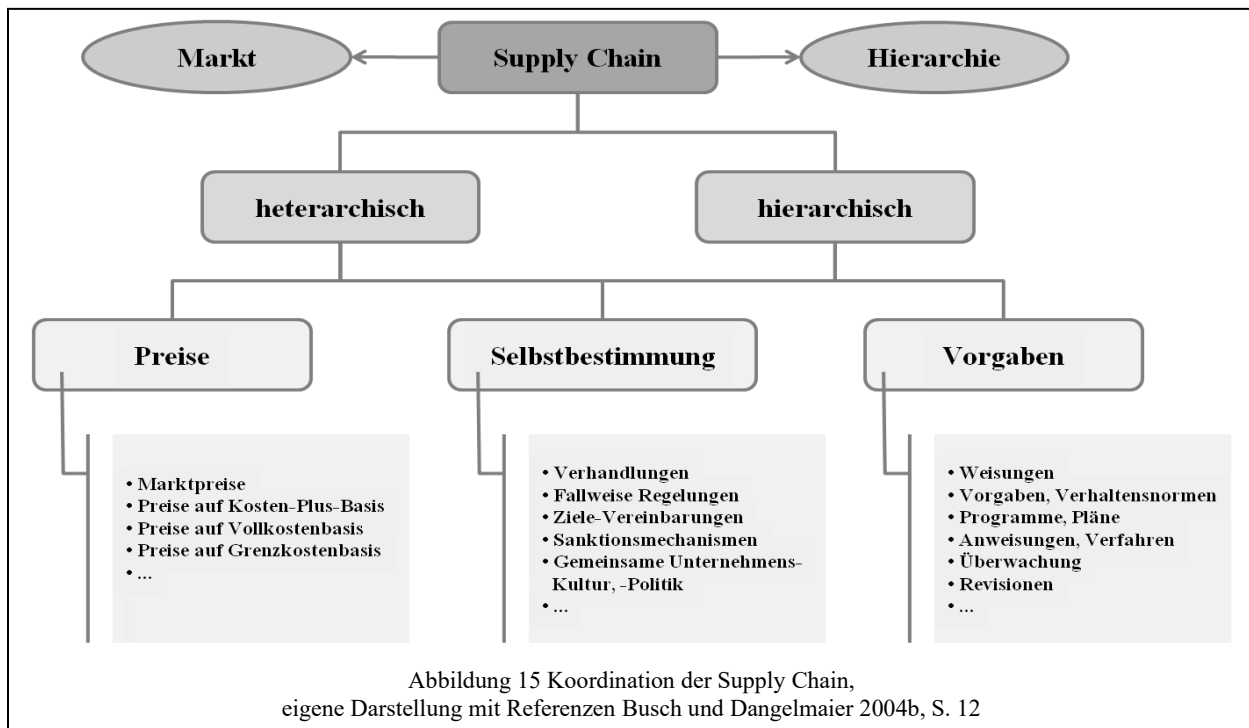 Markt
Supply Chain
Hierarchie
heterarchisch
hierarchisch
Preise
Selbstbestimmung
Vorgaben
• Marktpreise
• Preise auf Kosten-Plus-Basis
• Preise auf Vollkostenbasis
• Preise auf Grenzkostenbasis
• ...
• Verhandlungen
• Fallweise Regelungen
• Ziele-Vereinbarungen
• Sanktionsmechanismen
• Gemeinsame Unternehmens-
Kultur, -Politik
• ...
• Weisungen
• Vorgaben, Verhaltensnormen
• Programme, Pläne
• Anweisungen, Verfahren
• Überwachung
• Revisionen
• ...
Abbildung 15 Koordination der Supply Chain,
eigene Darstellung mit Referenzen Busch und Dangelmaier 2004b, S. 12